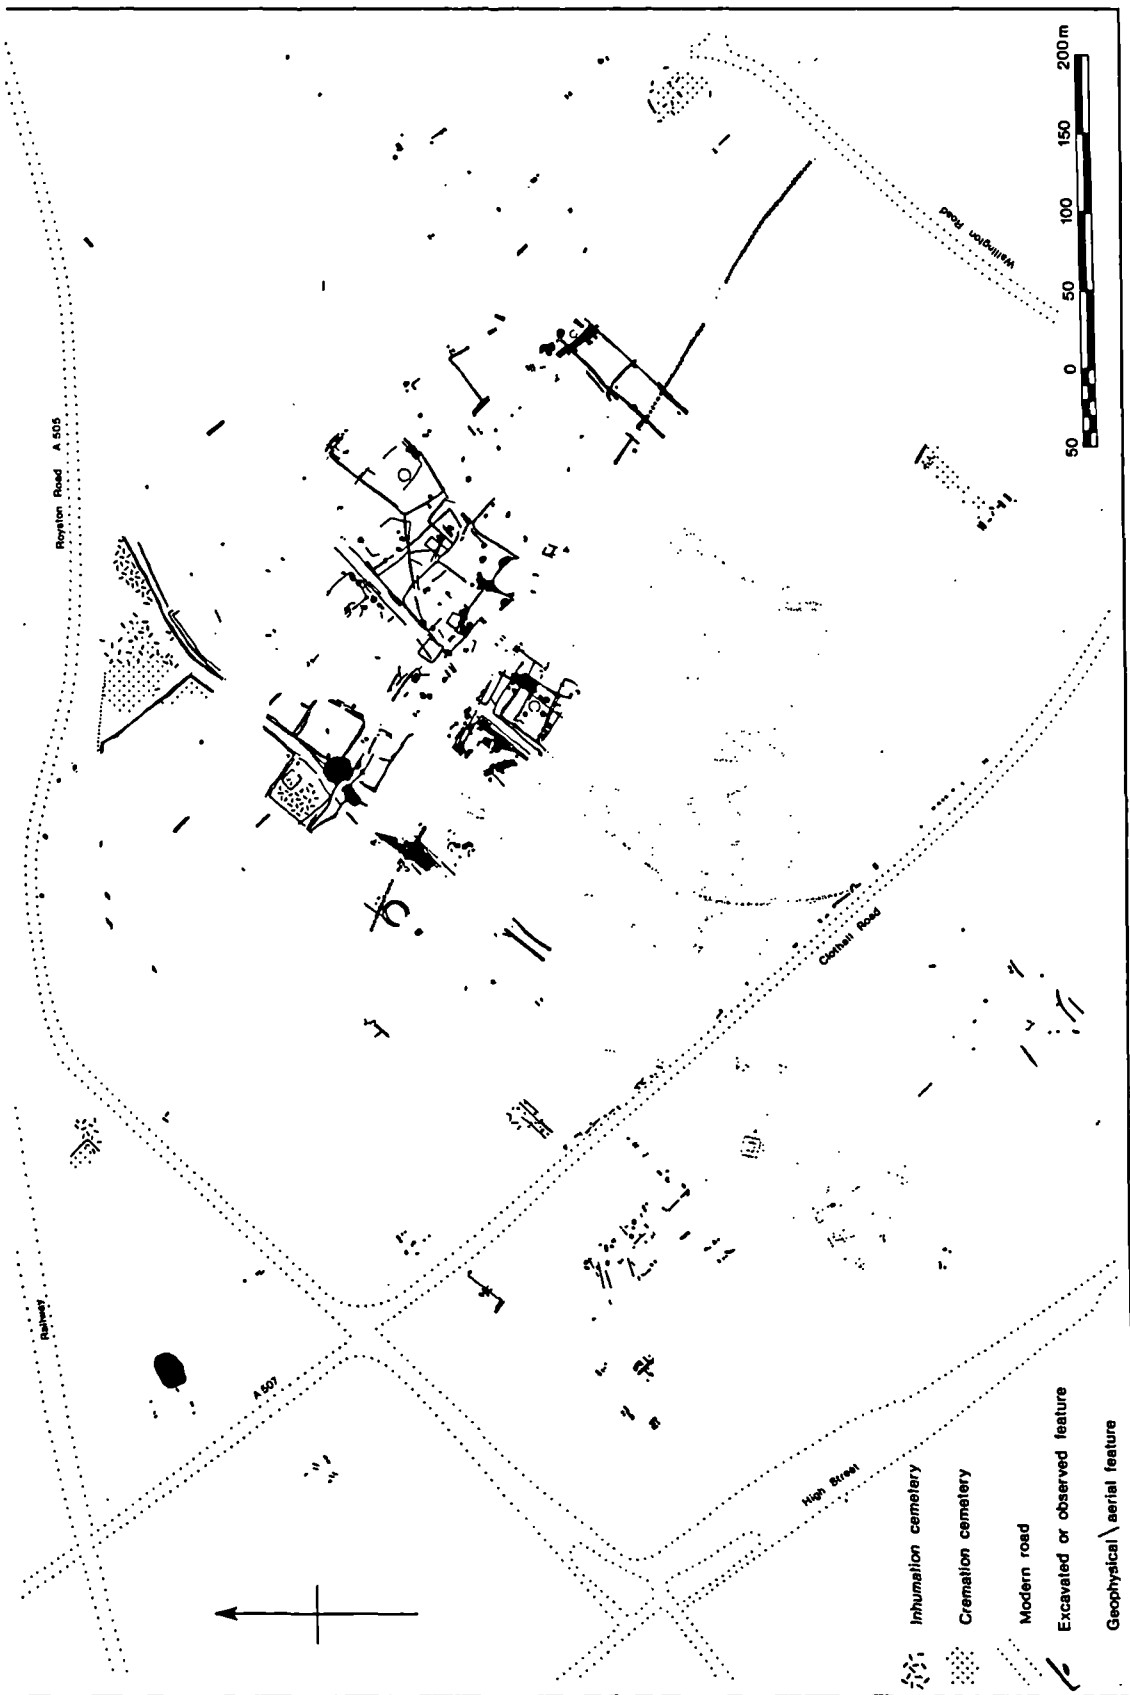 Railway
Royston Road A 505
A 507
Wallington Road
Clothall Road
High Street
50 0 50 100 150 200m
Inhumation cemetery
Cremation cemetery
Modern road
Excavated or observed feature
Geophysical \ aerial feature